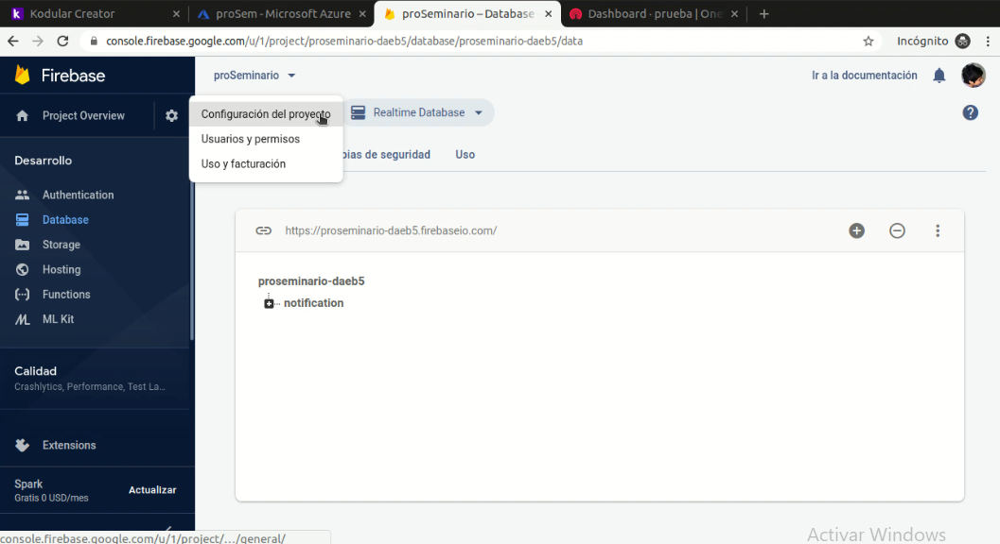 Kodular Creator
proSem - Microsoft Azure
proSeminario – Database
Dashboard · prueba | One
console.firebase.google.com/u/1/project/proseminario-daeb5/database/proseminario-daeb5/data
Incógnito
Firebase
proSeminario
Ir a la documentación
Project Overview
Configuración del proyecto
Usuarios y permisos
Uso y facturación
Realtime Database
pias de seguridad
Uso
Desarrollo
Authentication
Database
Storage
Hosting
Functions
ML Kit
https://proseminario-daeb5.firebaseio.com/
proseminario-daeb5
notification
Calidad
Crashlytics, Performance, Test La...
Extensions
Spark
Gratis 0 USD/mes
Actualizar
console.firebase.google.com/u/1/project/.../general/
Activar Windows